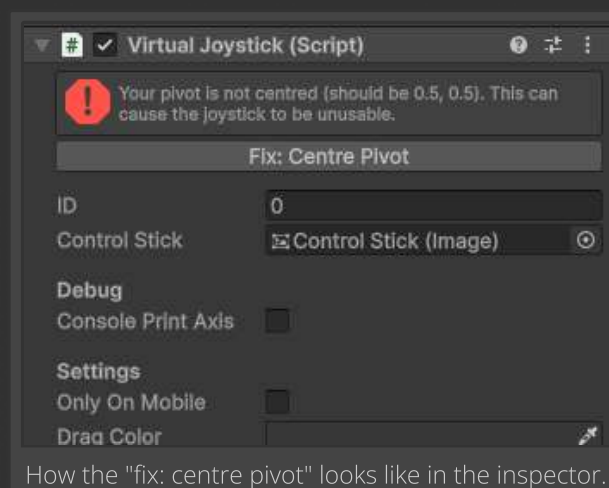 # Virtual Joystick (Script)
Your pivot is not centred (should be 0.5, 0.5). This can
cause the joystick to be unusable.
Fix: Centre Pivot
ID 0
Control Stick Control Stick (Image)
Debug
Console Print Axis
Settings
Only On Mobile
Drag Color
How the "fix: centre pivot" looks like in the inspector.